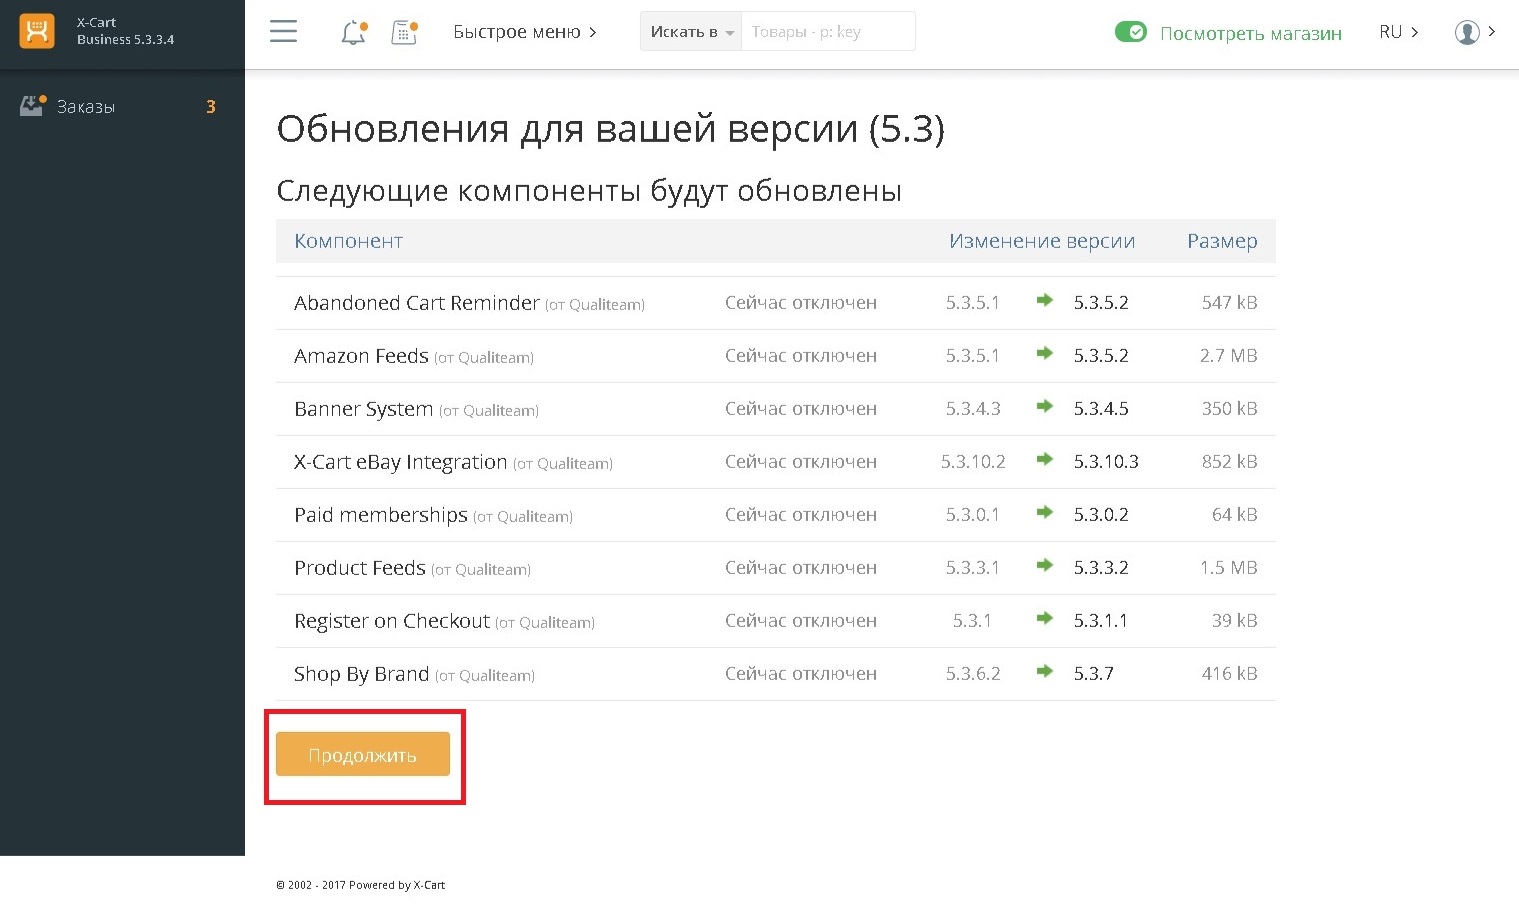 X-Cart
Business 5.3.3.4
Быстрое меню
Искать в Товары - p: key
Посмотреть магазин
RU
Заказы 3
Обновления для вашей версии (5.3)
Следующие компоненты будут обновлены
Компонент Изменение версии Размер
Abandoned Cart Reminder (от Qualiteam) Сейчас отключен 5.3.5.1 5.3.5.2 547 kB
Amazon Feeds (от Qualiteam) Сейчас отключен 5.3.5.1 5.3.5.2 2.7 MB
Banner System (от Qualiteam) Сейчас отключен 5.3.4.3 5.3.4.5 350 kB
X-Cart eBay Integration (от Qualiteam) Сейчас отключен 5.3.10.2 5.3.10.3 852 kB
Paid memberships (от Qualiteam) Сейчас отключен 5.3.0.1 5.3.0.2 64 kB
Product Feeds (от Qualiteam) Сейчас отключен 5.3.3.1 5.3.3.2 1.5 MB
Register on Checkout (от Qualiteam) Сейчас отключен 5.3.1 5.3.1.1 39 kB
Shop By Brand (от Qualiteam) Сейчас отключен 5.3.6.2 5.3.7 416 kB
Продолжить
© 2002 - 2017 Powered by X-Cart